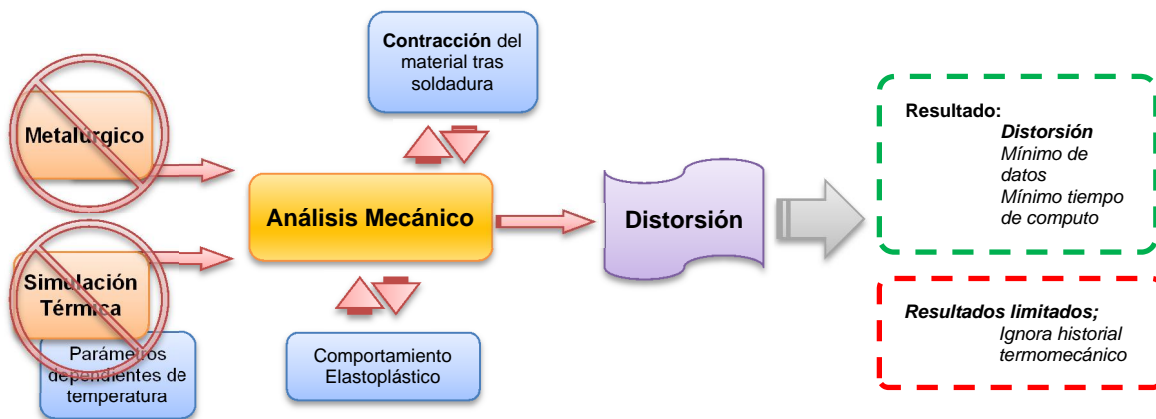 Contracción del
material tras
soldadura
Metalúrgico
Análisis Mecánico
Distorsión
Simulación
Térmica
Parámetros
dependientes de
temperatura
Comportamiento
Elastoplástico
Resultado:
Distorsión
Mínimo de
datos
Mínimo tiempo
de computo
Resultados limitados;
Ignora historial
termomecánico